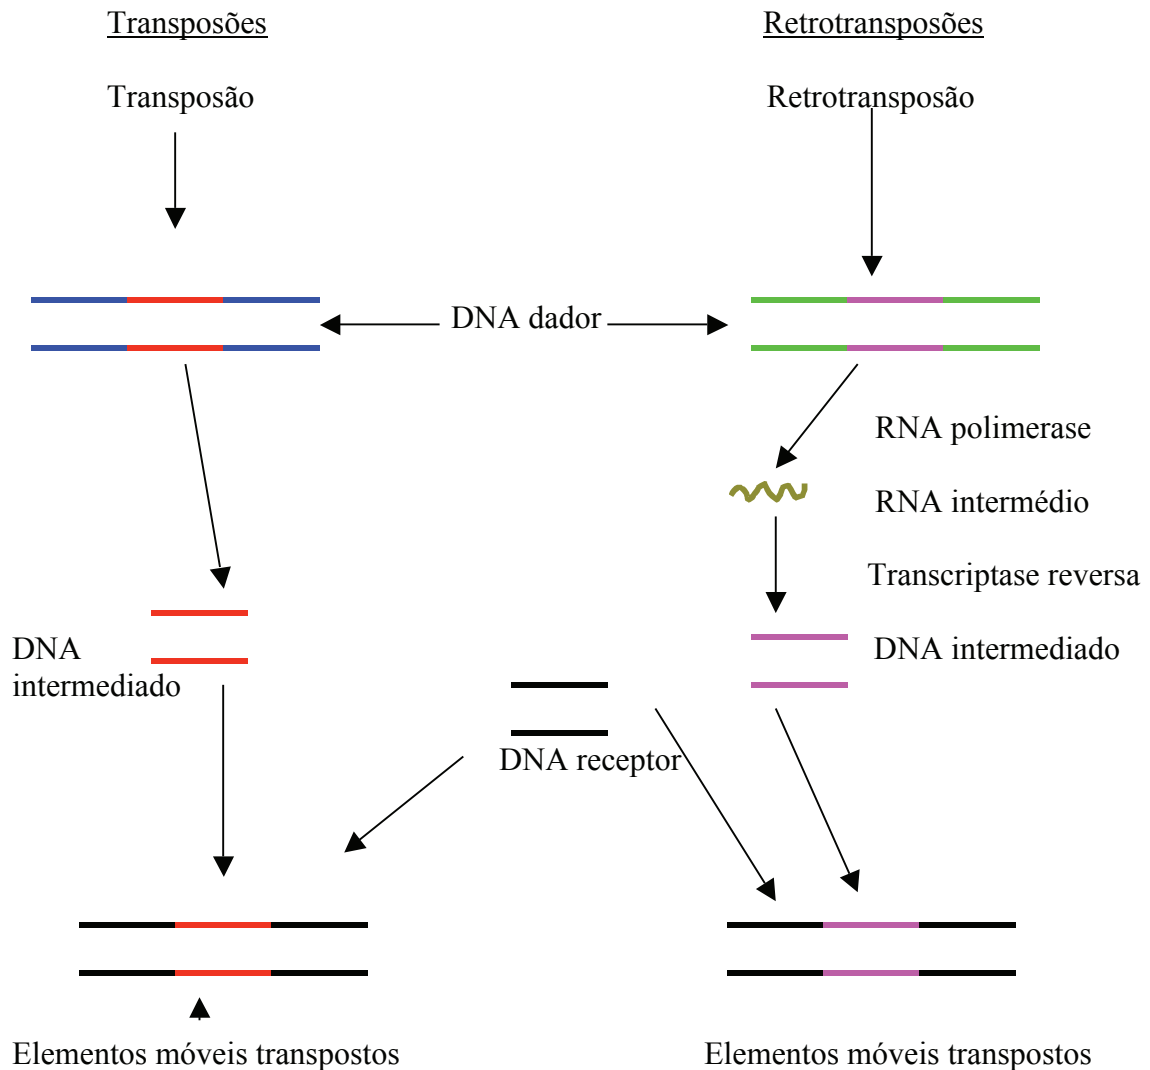 Transposões
Retrotransposões
Transposão
Retrotransposão
DNA dador
RNA polimerase
RNA intermédio
Transcriptase reversa
DNA
intermediado
DNA intermediado
DNA receptor
Elementos móveis transpostos
Elementos móveis transpostos